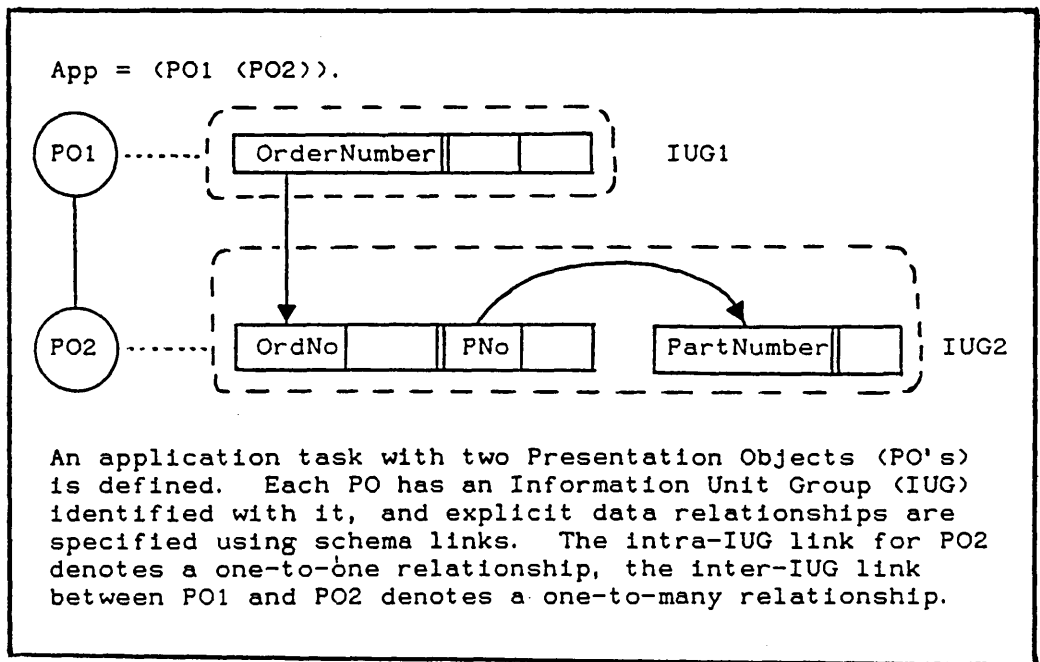 App = (PO1 (PO2)).
PO1 OrderNumber IUG1
PO2 OrdNo PNo PartNumber IUG2
An application task with two Presentation Objects (PO's)
is defined. Each PO has an Information Unit Group (IUG)
identified with it, and explicit data relationships are
specified using schema links. The intra-IUG link for PO2
denotes a one-to-one relationship, the inter-IUG link
between PO1 and PO2 denotes a one-to-many relationship.